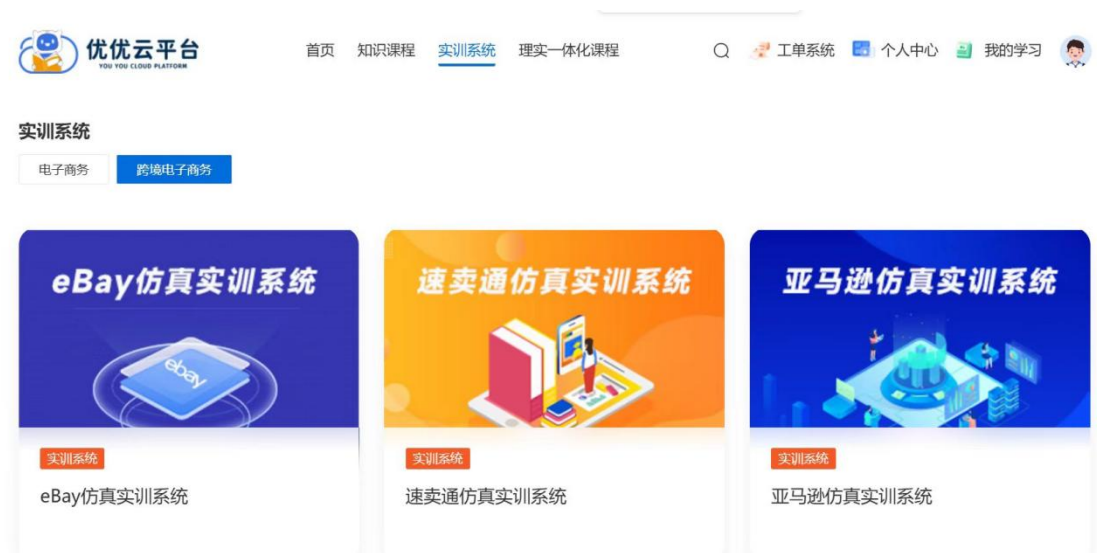 优优云平台
YOU YOU CLOUD PLATFORM
首页 知识课程 实训系统 理实一体化课程 工单系统 个人中心 我的学习
实训系统
电子商务 跨境电子商务
eBay仿真实训系统 速卖通仿真实训系统 亚马逊仿真实训系统
ebay
实训系统 实训系统 实训系统
eBay仿真实训系统 速卖通仿真实训系统 亚马逊仿真实训系统